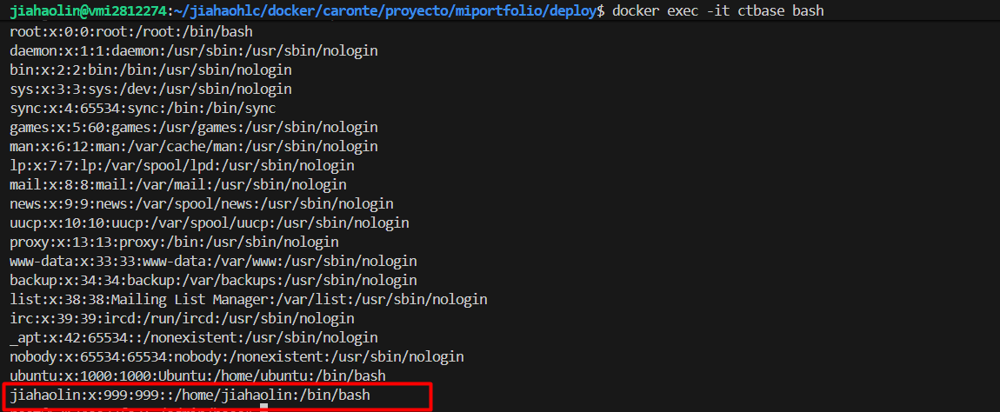 jiahaolin@vmi2812274:~/jiahaohlc/docker/caronte/proyecto/miportfolio/deploy$ docker exec -it ctbase bash
root:x:0:0:root:/root:/bin/bash
daemon:x:1:1:daemon:/usr/sbin:/usr/sbin/nologin
bin:x:2:2:bin:/bin:/usr/sbin/nologin
sys:x:3:3:sys:/dev:/usr/sbin/nologin
sync:x:4:65534:sync:/bin:/bin/sync
games:x:5:60:games:/usr/games:/usr/sbin/nologin
man:x:6:12:man:/var/cache/man:/usr/sbin/nologin
lp:x:7:7:lp:/var/spool/lpd:/usr/sbin/nologin
mail:x:8:8:mail:/var/mail:/usr/sbin/nologin
news:x:9:9:news:/var/spool/news:/usr/sbin/nologin
uucp:x:10:10:uucp:/var/spool/uucp:/usr/sbin/nologin
proxy:x:13:13:proxy:/bin:/usr/sbin/nologin
www-data:x:33:33:www-data:/var/www:/usr/sbin/nologin
backup:x:34:34:backup:/var/backups:/usr/sbin/nologin
list:x:38:38:Mailing List Manager:/var/list:/usr/sbin/nologin
irc:x:39:39:ircd:/run/ircd:/usr/sbin/nologin
_apt:x:42:65534::/nonexistent:/usr/sbin/nologin
nobody:x:65534:65534:nobody:/nonexistent:/usr/sbin/nologin
ubuntu:x:1000:1000:Ubuntu:/home/ubuntu:/bin/bash
jiahaolin:x:999:999::/home/jiahaolin:/bin/bash